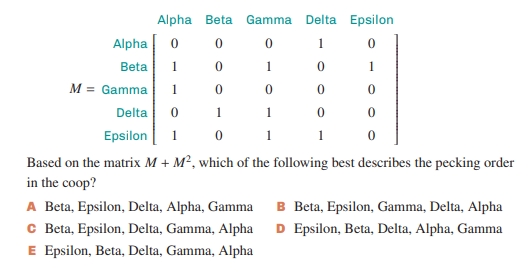 Alpha Beta Gamma Delta Epsilon
Alpha 0 0 0 1 0
Beta 1 0 1 0 1
M = Gamma 1 0 0 0 0
Delta 0 1 1 0 0
Epsilon 1 0 1 1 0
Based on the matrix M + M², which of the following best describes the pecking order
in the coop?
A Beta, Epsilon, Delta, Alpha, Gamma B Beta, Epsilon, Gamma, Delta, Alpha
C Beta, Epsilon, Delta, Gamma, Alpha D Epsilon, Beta, Delta, Alpha, Gamma
E Epsilon, Beta, Delta, Gamma, Alpha